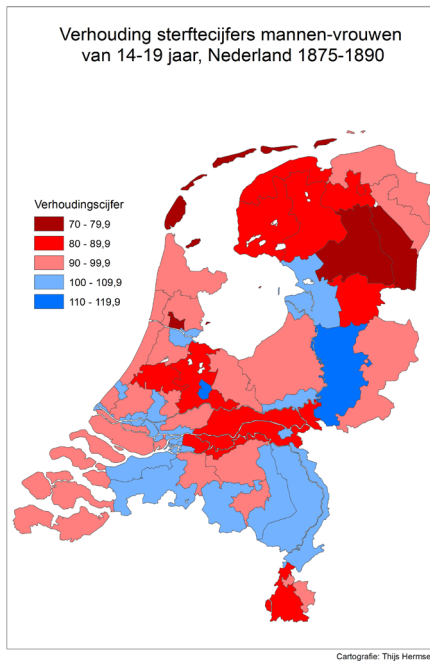 Verhouding sterftecijfers mannen-vrouwen
van 14-19 jaar, Nederland 1875-1890
Verhoudingscijfer
70 - 79,9
80 - 89,9
90 - 99,9
100 - 109,9
110 - 119,9
Cartografie: Thijs Hermse